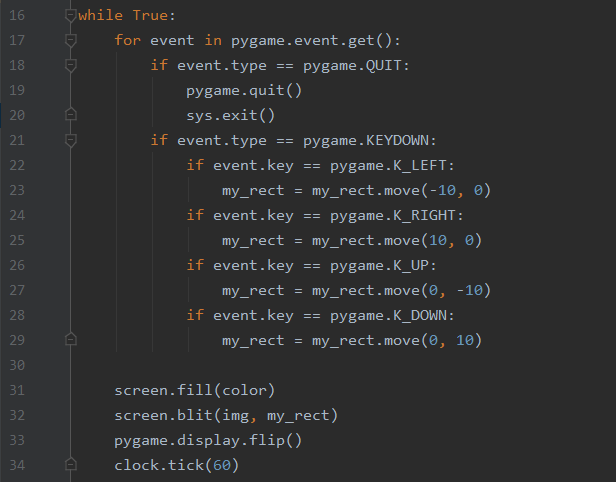 16 while True:
17     for event in pygame.event.get():
18         if event.type == pygame.QUIT:
19             pygame.quit()
20             sys.exit()
21         if event.type == pygame.KEYDOWN:
22             if event.key == pygame.K_LEFT:
23                 my_rect = my_rect.move(-10, 0)
24             if event.key == pygame.K_RIGHT:
25                 my_rect = my_rect.move(10, 0)
26             if event.key == pygame.K_UP:
27                 my_rect = my_rect.move(0, -10)
28             if event.key == pygame.K_DOWN:
29                 my_rect = my_rect.move(0, 10)
30
31     screen.fill(color)
32     screen.blit(img, my_rect)
33     pygame.display.flip()
34     clock.tick(60)